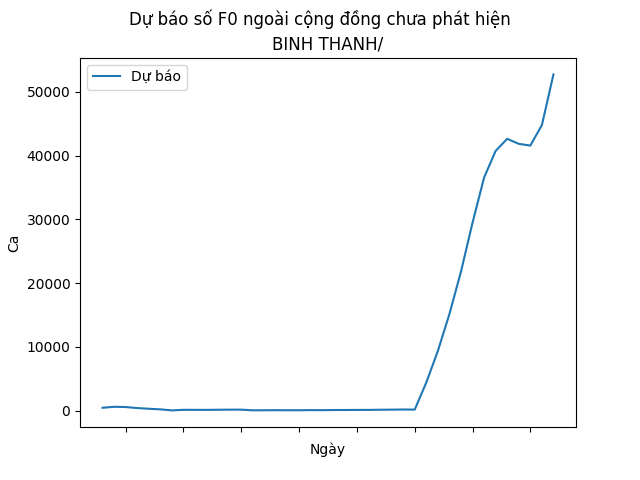 Dự báo số F0 ngoài cộng đồng chưa phát hiện
BINH THANH/
Dự báo
50000
40000
30000
20000
10000
0
Ca
Ngày